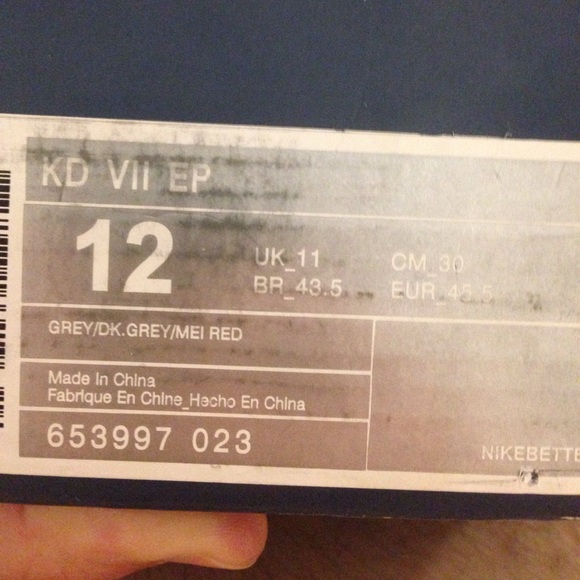 KD VII EP
12
UK_11 CM_30
BR_43.5 EUR_45.5
GREY/DK.GREY/MEI RED
Made In China
Fabrique En Chine_Hecho En China
653997 023
NIKEBETTE